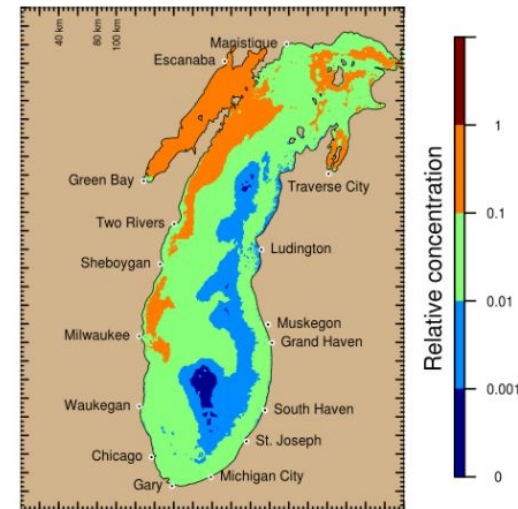 40 km
80 km
100 km
Manistique
Escanaba
Green Bay
Traverse City
Two Rivers
Ludington
Sheboygan
Muskegon
Milwaukee
Grand Haven
Waukegan
South Haven
St. Joseph
Chicago
Michigan City
Gary
Relative concentration
1
0.1
0.01
0.001
0